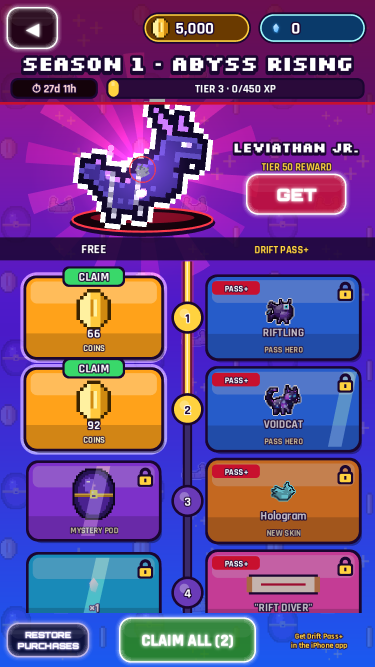 5,000
0
SEASON 1 - ABYSS RISING
27d 11h
TIER 3 · 0/450 XP
LEVIATHAN JR.
TIER 50 REWARD
GET
FREE
DRIFT PASS+
CLAIM
66
COINS
1
PASS+
RIFTLING
PASS HERO
CLAIM
92
COINS
2
PASS+
VOIDCAT
PASS HERO
MYSTERY POD
3
PASS+
Hologram
NEW SKIN
x1
4
PASS+
"RIFT DIVER"
RESTORE
PURCHASES
CLAIM ALL (2)
Get Drift Pass+
in the iPhone app